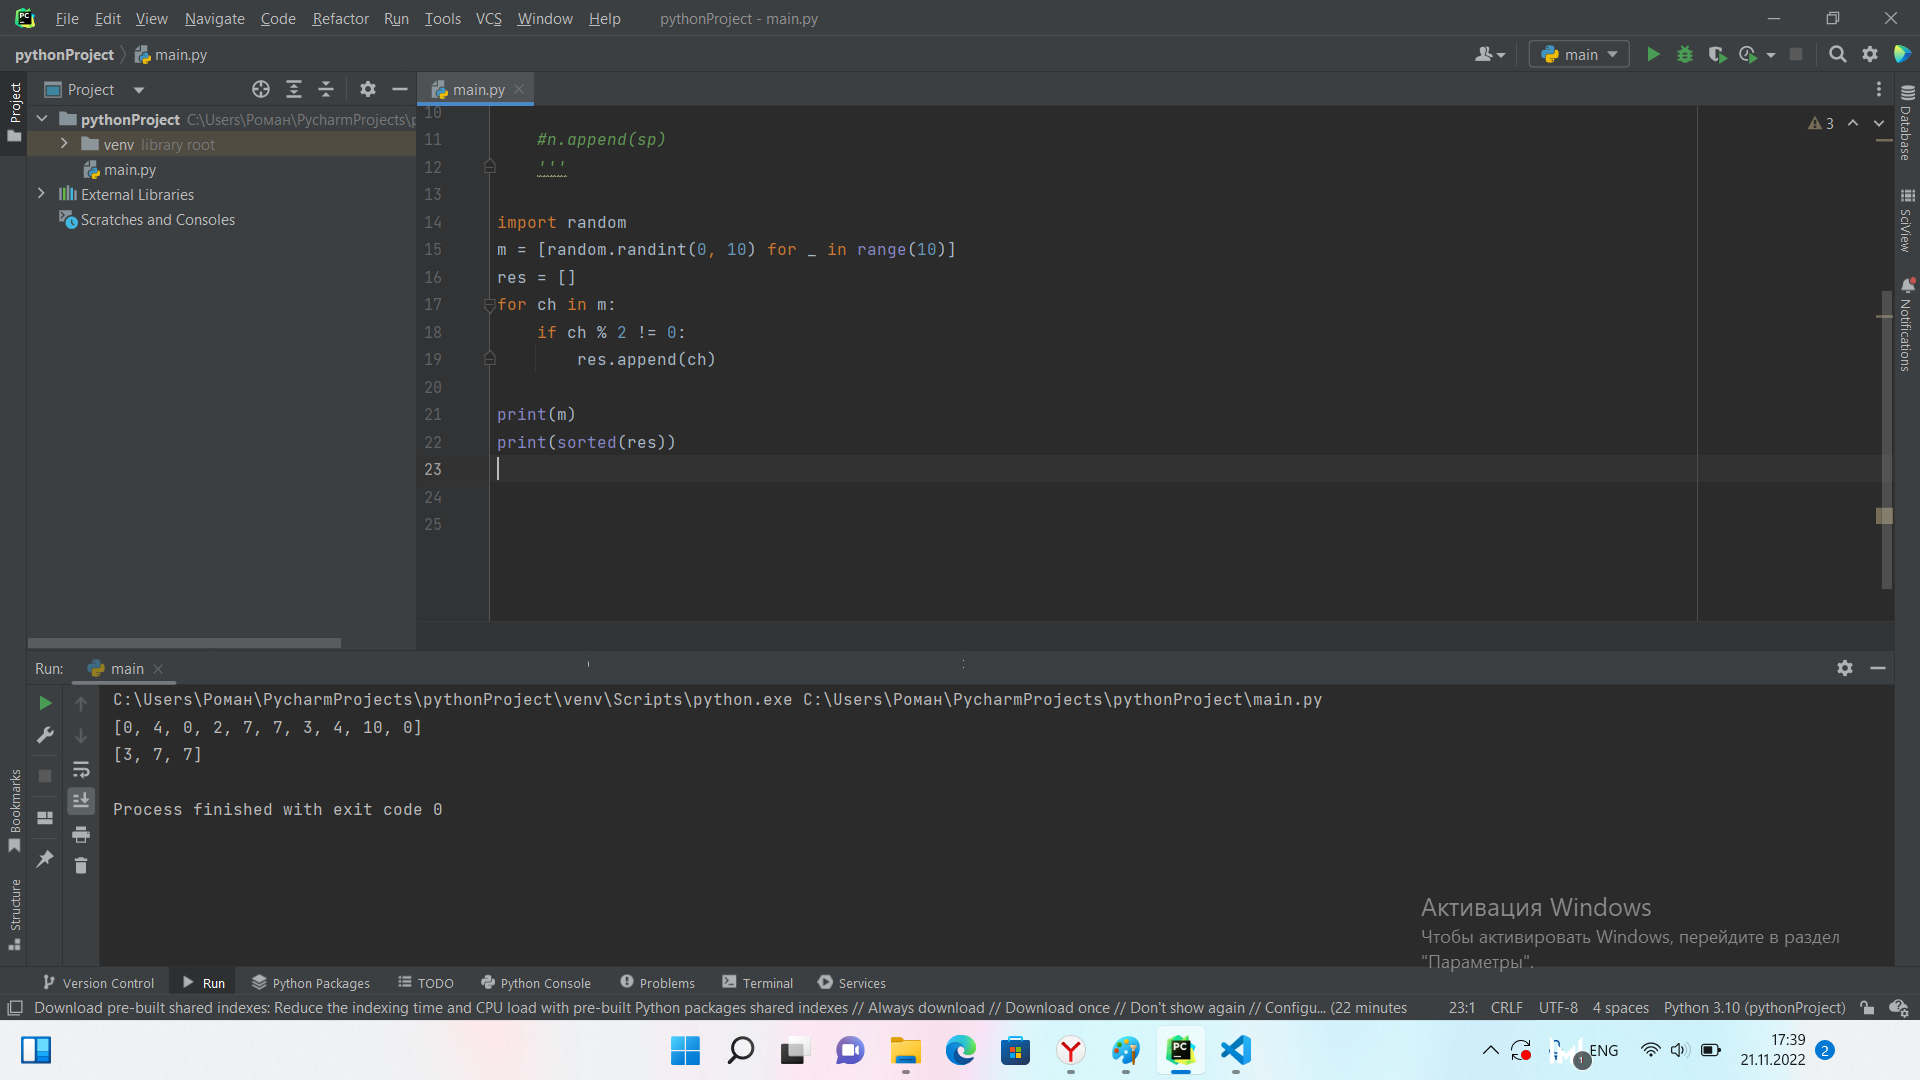 File Edit View Navigate Code Refactor Run Tools VCS Window Help pythonProject - main.py
pythonProject main.py main
Project
main.py
Project
pythonProject C:\Users\Роман\PycharmProjects\p
venv library root
main.py
External Libraries
Scratches and Consoles
10
11 #n.append(sp)
12 '''
13
14 import random
15 m = [random.randint(0, 10) for _ in range(10)]
16 res = []
17 for ch in m:
18 if ch % 2 != 0:
19 res.append(ch)
20
21 print(m)
22 print(sorted(res))
23
24
25
3
Database
SciView
Notifications
Run: main
C:\Users\Роман\PycharmProjects\pythonProject\venv\Scripts\python.exe C:\Users\Роман\PycharmProjects\pythonProject\main.py
[0, 4, 0, 2, 7, 7, 3, 4, 10, 0]
[3, 7, 7]
Process finished with exit code 0
Bookmarks
Structure
Активация Windows
Чтобы активировать Windows, перейдите в раздел
"Параметры".
Version Control Run Python Packages TODO Python Console Problems Terminal Services
Download pre-built shared indexes: Reduce the indexing time and CPU load with pre-built Python packages shared indexes // Always download // Download once // Don't show again // Configu... (22 minutes 23:1 CRLF UTF-8 4 spaces Python 3.10 (pythonProject)
ENG 17:39
21.11.2022 2
1